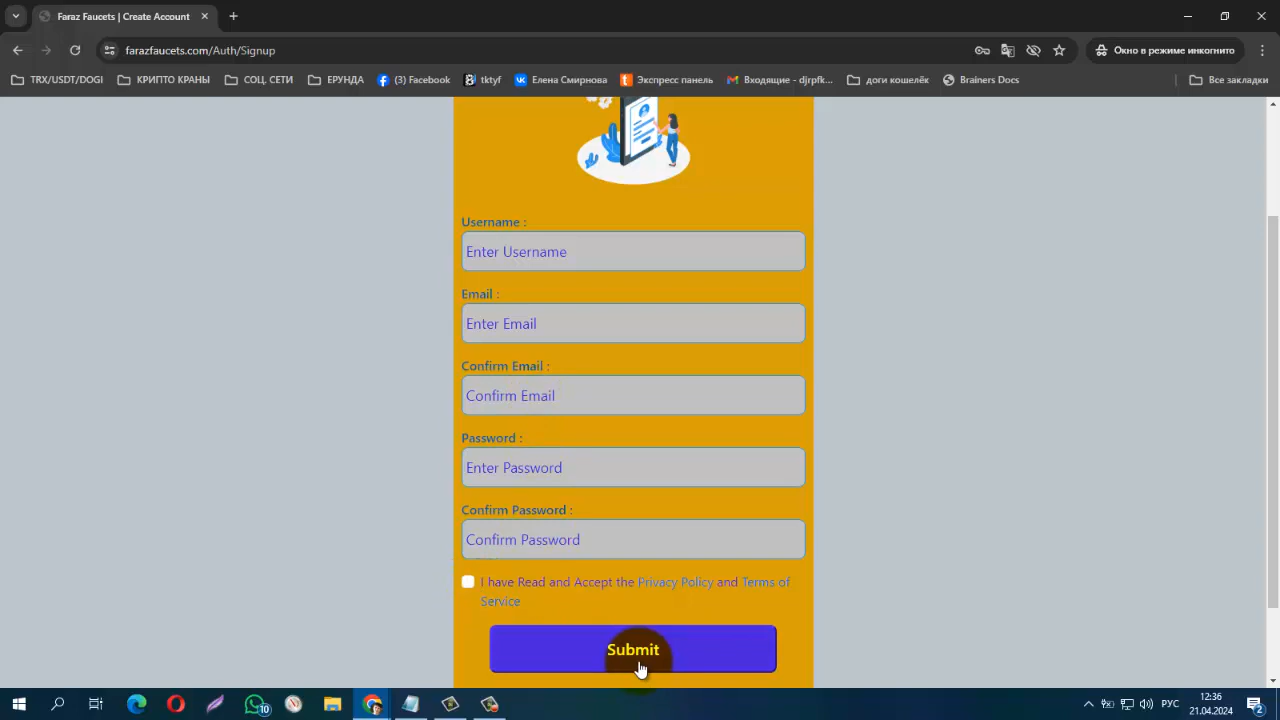 Faraz Faucets | Create Account
farazfaucets.com/Auth/Signup
Окно в режиме инкогнито
TRX/USDT/DOGI
КРИПТО КРАНЫ
СОЦ. СЕТИ
ЕРУНДА
(3) Facebook
tktyf
Елена Смирнова
Экспресс панель
Входящие - djrpfk...
доги кошелёк
Brainers Docs
Все закладки
Username :
Enter Username
Email :
Enter Email
Confirm Email :
Confirm Email
Password :
Enter Password
Confirm Password :
Confirm Password
I have Read and Accept the Privacy Policy and Terms of
Service
Submit
10
РУС
12:36
21.04.2024
2